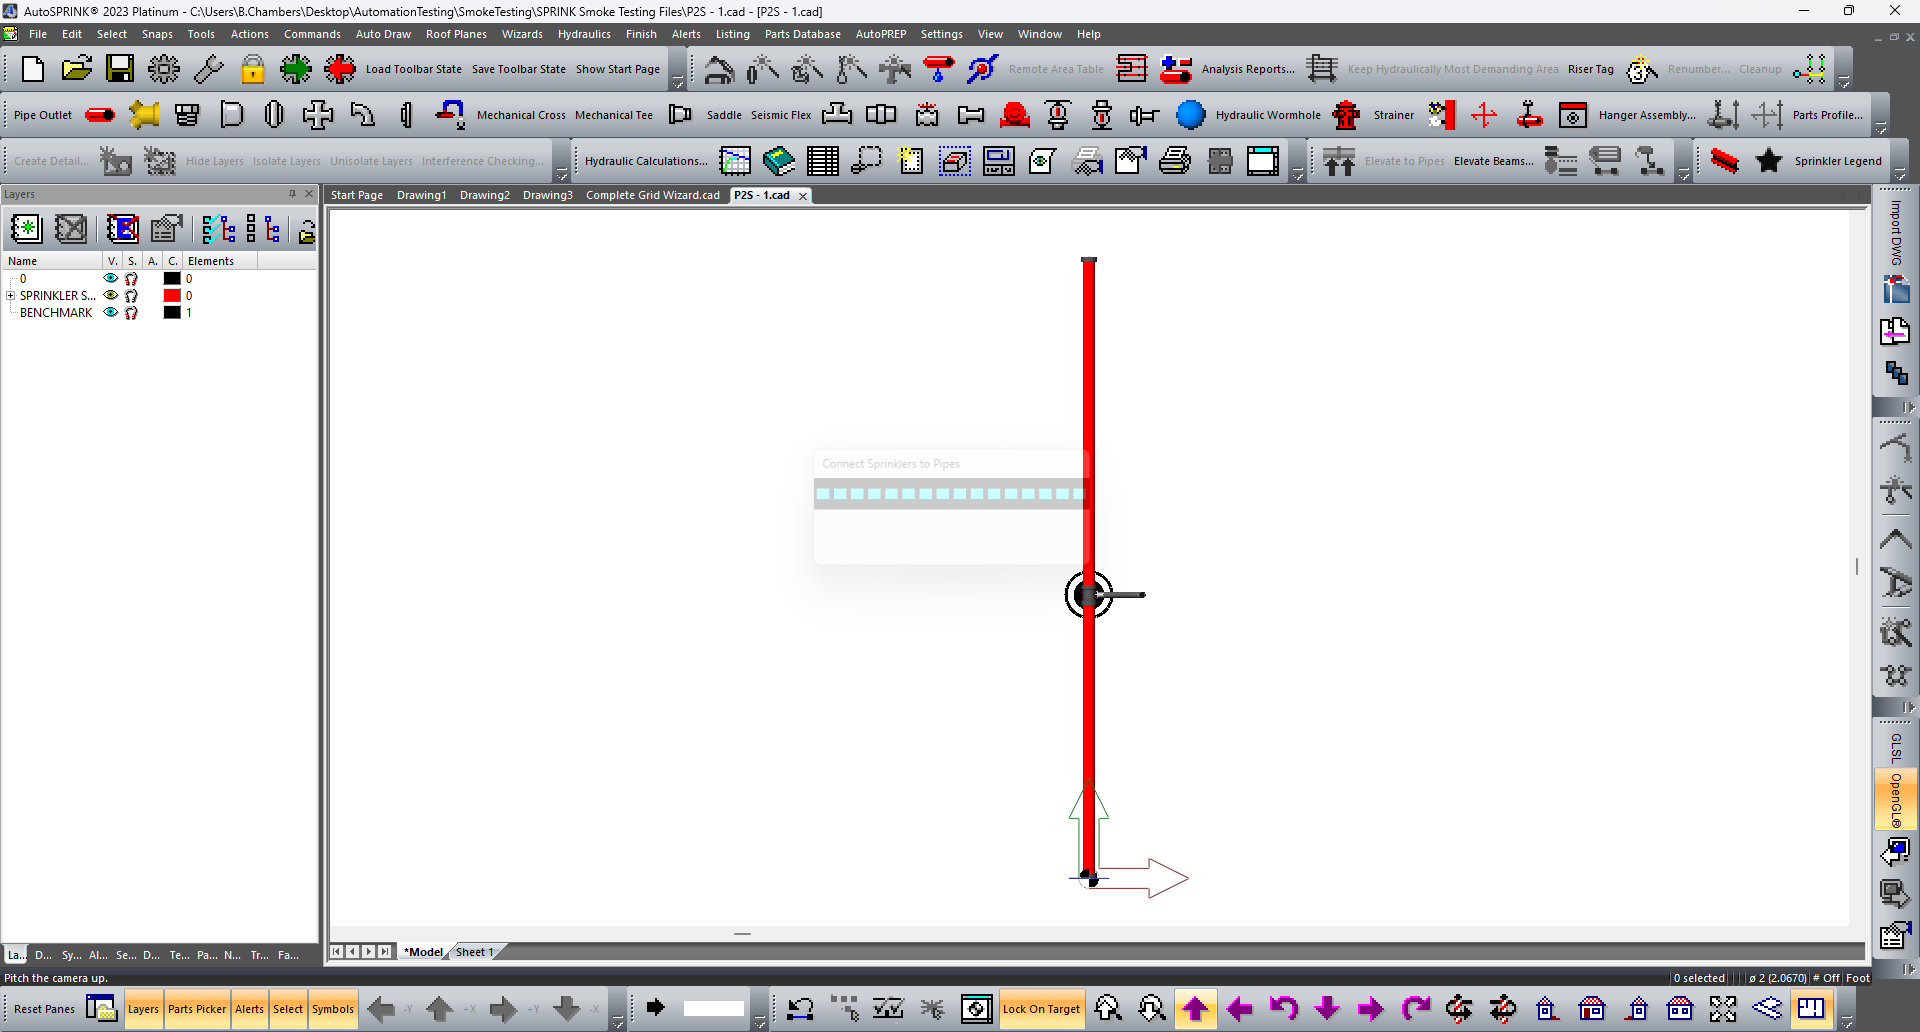 AutoSPRINK® 2023 Platinum - C:\Users\B.Chambers\Desktop\AutomationTesting\SmokeTesting\SPRINK Smoke Testing Files\P2S - 1.cad - [P2S - 1.cad]
File Edit Select Snaps Tools Actions Commands Auto Draw Roof Planes Wizards Hydraulics Finish Alerts Listing Parts Database AutoPREP Settings View Window Help
Load Toolbar State Save Toolbar State Show Start Page Remote Area Table Analysis Reports... Keep Hydraulically Most Demanding Area Riser Tag Renumber... Cleanup
Pipe Outlet Mechanical Cross Mechanical Tee Saddle Seismic Flex Hydraulic Wormhole Strainer Hanger Assembly... Parts Profile...
Create Detail... Hide Layers Isolate Layers Unisolate Layers Interference Checking... Hydraulic Calculations... Elevate to Pipes Elevate Beams... Sprinkler Legend
Layers
Start Page Drawing1 Drawing2 Drawing3 Complete Grid Wizard.cad P2S - 1.cad
Import DWG
Name V. S. A. C. Elements
0 0
SPRINKLER S... 0
BENCHMARK 1
Connect Sprinklers to Pipes
GLSL
OpenGL®
La... D... Sy... Al... Se... D... Te... Pa... N... Tr... Fa...
*Model Sheet 1
Pitch the camera up.
0 selected ø 2 (2.0670) # Off Foot
Reset Panes Layers Parts Picker Alerts Select Symbols -Y +X +Y -X Lock On Target